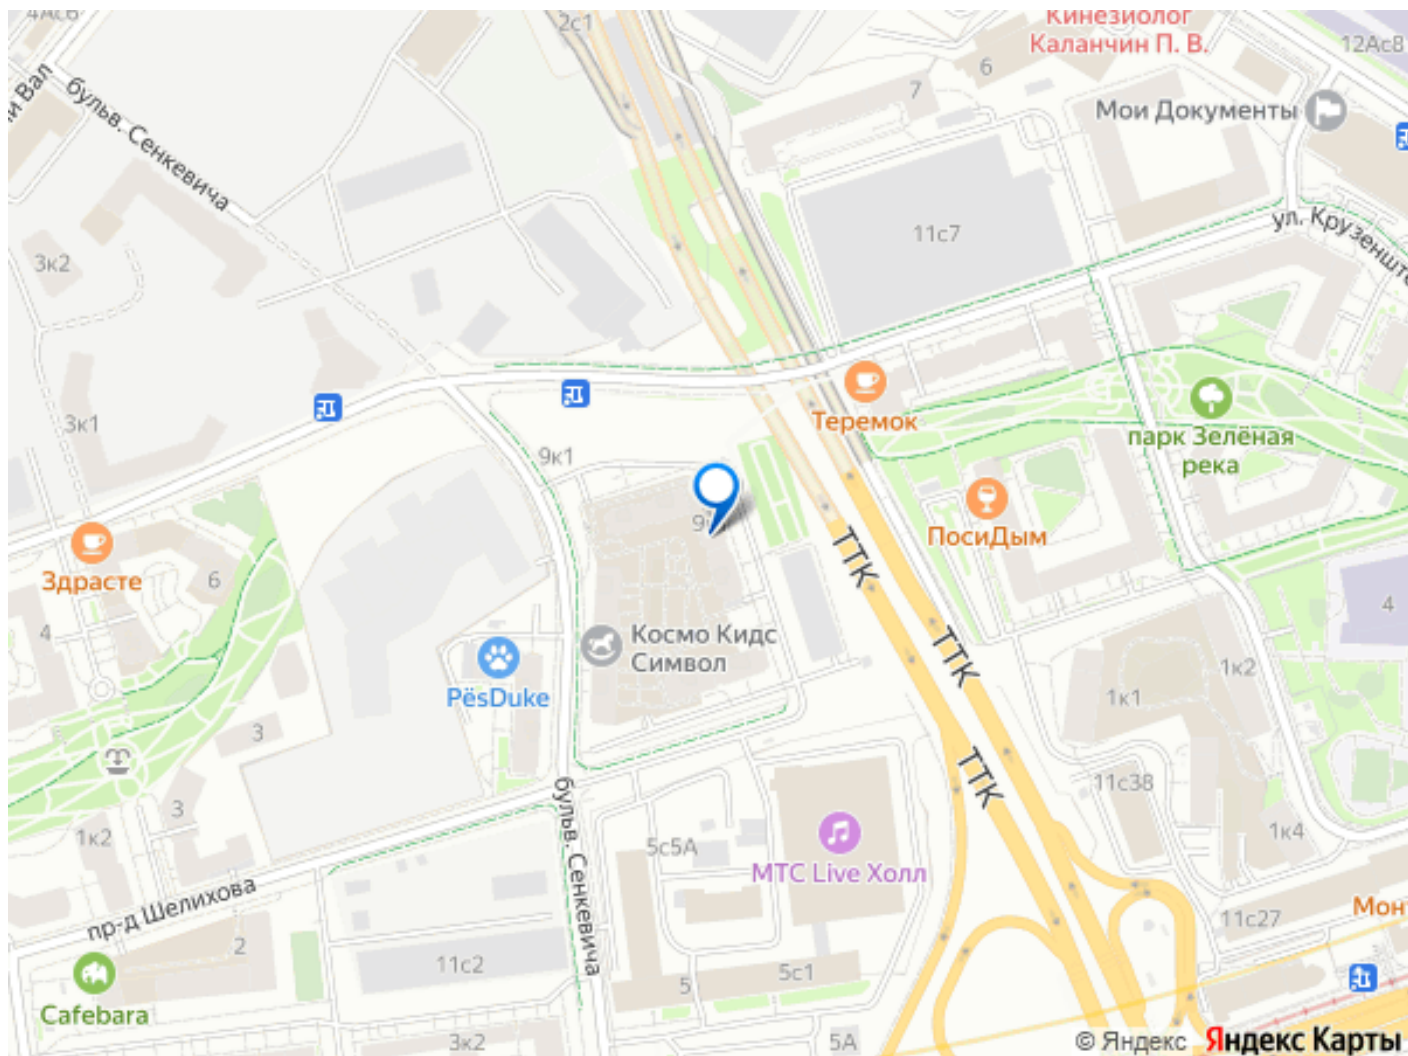 4Ас6
2с1
Кинезиолог
Каланчин П. В.
12Ас8
6
7
Мои Документы
бульв. Сенкевича
11с7
ул. Крузеншт
3к2
3к1
Теремок
парк Зелёная
река
9к1
ПосиДым
ТТК
Здрасте
6
4
4
Космо Кидс
Символ
ТТК
PёsDuke
1к2
1к1
3
ТТК
11с38
3
1к2
1к4
бульв. Сенкевича
5с5А
МТС Live Холл
пр-д Шелихова
2
11с27
Мон
11с2
5с1
5
Cafebara
3к2
5А
© Яндекс Яндекс Карты